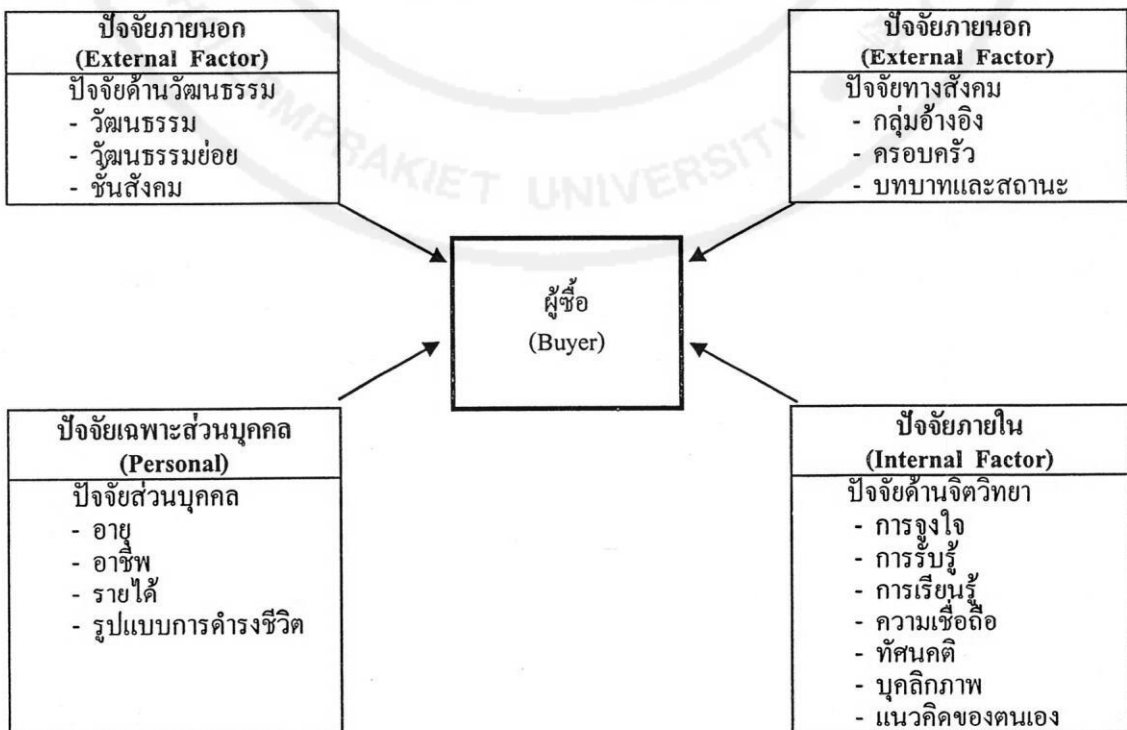 ปัจจัยภายนอก
(External Factor)
ปัจจัยด้านวัฒนธรรม
- วัฒนธรรม
- วัฒนธรรมย่อย
- ชั้นสังคม
ปัจจัยภายนอก
(External Factor)
ปัจจัยทางสังคม
- กลุ่มอ้างอิง
- ครอบครัว
- บทบาทและสถานะ
PRAKIET UNIVERSITY
ผู้ซื้อ
(Buyer)
ปัจจัยเฉพาะส่วนบุคคล
(Personal)
ปัจจัยส่วนบุคคล
- อายุ
- อาชีพ
- รายได้
- รูปแบบการดำรงชีวิต
ปัจจัยภายใน
(Internal Factor)
ปัจจัยด้านจิตวิทยา
- การจูงใจ
- การรับรู้
- การเรียนรู้
- ความเชื่อถือ
- ทัศนคติ
- บุคลิกภาพ
- แนวคิดของตนเอง